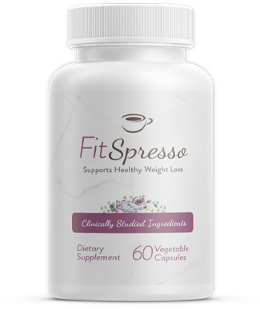 FitSpresso
Supports Healthy Weight Loss
Clinically Studied Ingredients
Dietary 60 Vegetable
Supplement Capsules